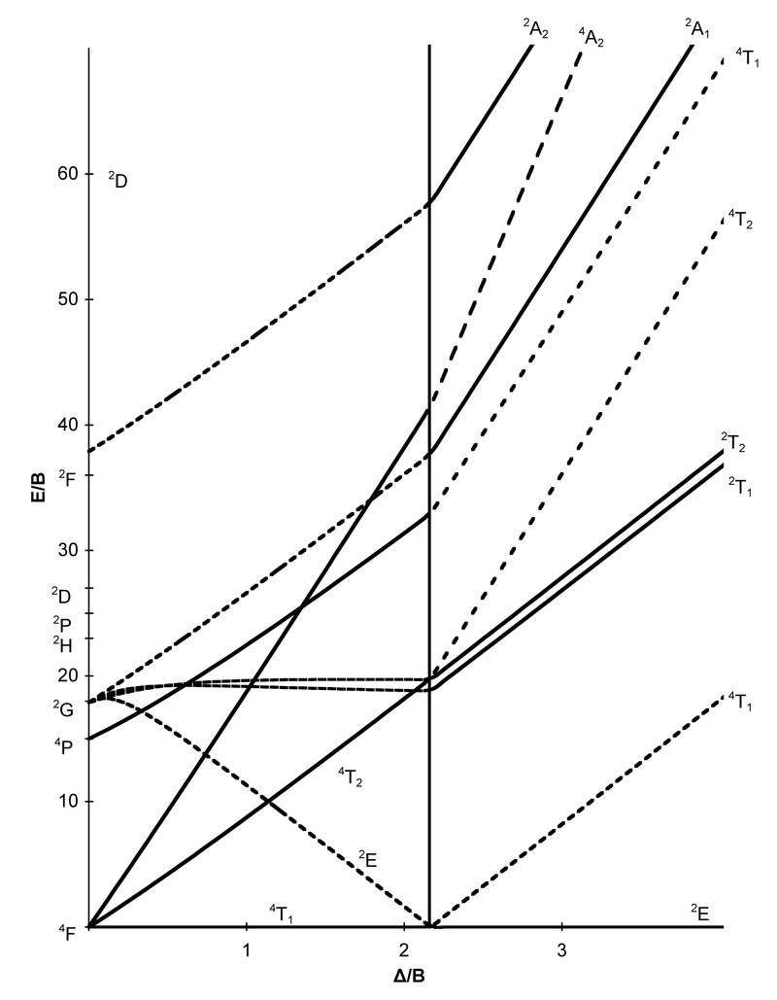 ²A₂
⁴A₂
²A₁
⁴T₁
60
²D
⁴T₂
50
40
²T₂
²F
E/B
²T₁
30
²D
²P
²H
20
²G
⁴T₁
⁴P
⁴T₂
10
²E
⁴T₁
²E
⁴F
1
2
3
Δ/B